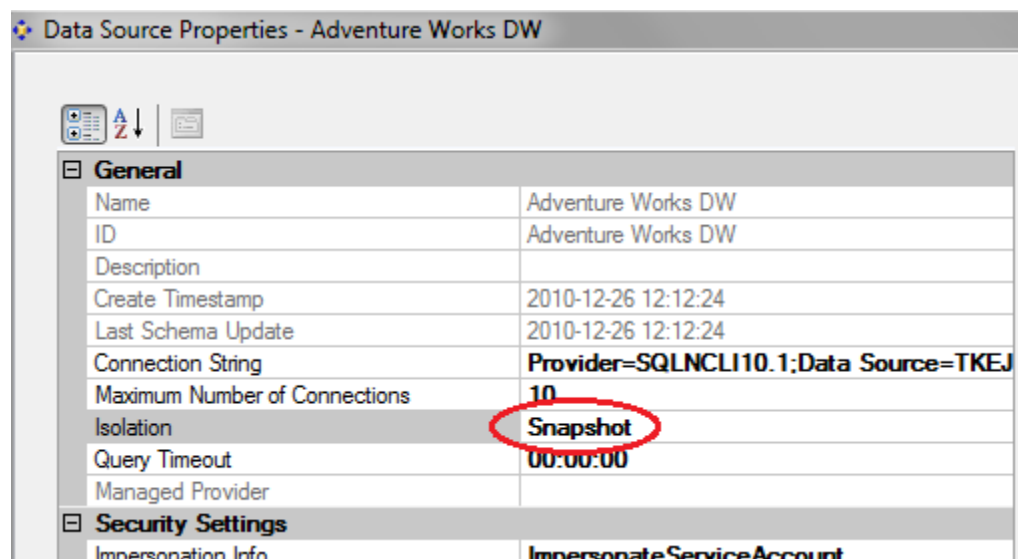 Data Source Properties - Adventure Works DW
General
Name Adventure Works DW
ID Adventure Works DW
Description
Create Timestamp 2010-12-26 12:12:24
Last Schema Update 2010-12-26 12:12:24
Connection String Provider=SQLNCLI10.1;Data Source=TKEJ
Maximum Number of Connections 10
Isolation Snapshot
Query Timeout 00:00:00
Managed Provider
Security Settings
Impersonation Info ImpersonateServiceAccount